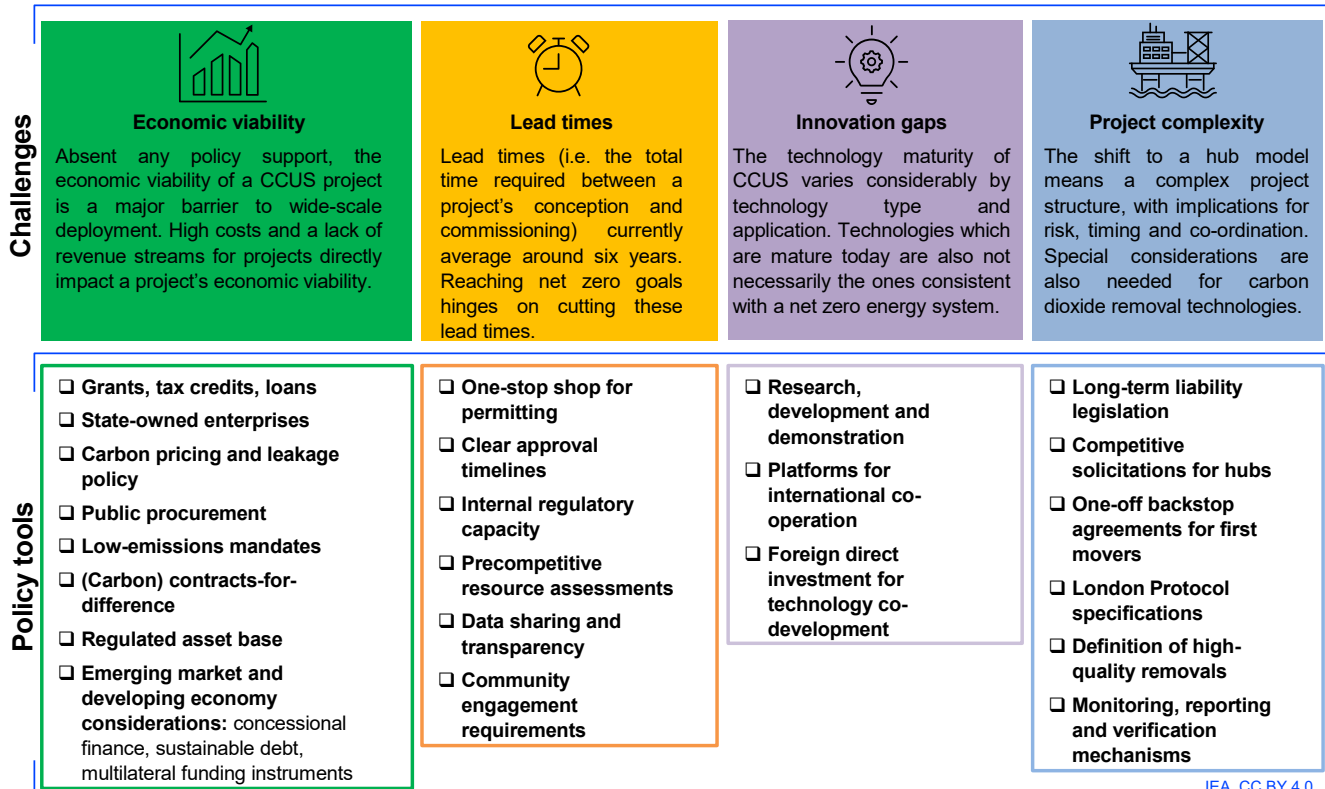 Challenges
Economic viability
Absent any policy support, the
economic viability of a CCUS project
is a major barrier to wide-scale
deployment. High costs and a lack of
revenue streams for projects directly
impact a project's economic viability.
Lead times
Lead times (i.e. the total
time required between a
project's conception and
commissioning) currently
average around six years.
Reaching net zero goals
hinges on cutting these
lead times.
Innovation gaps
The technology maturity of
CCUS varies considerably by
technology type and
application. Technologies which
are mature today are also not
necessarily the ones consistent
with a net zero energy system.
Project complexity
The shift to a hub model
means a complex project
structure, with implications for
risk, timing and co-ordination.
Special considerations are
also needed for carbon
dioxide removal technologies.
Policy tools
❑ Grants, tax credits, loans
❑ State-owned enterprises
❑ Carbon pricing and leakage
policy
❑ Public procurement
❑ Low-emissions mandates
❑ (Carbon) contracts-for-
difference
❑ Regulated asset base
❑ Emerging market and
developing economy
considerations: concessional
finance, sustainable debt,
multilateral funding instruments
❑ One-stop shop for
permitting
❑ Clear approval
timelines
❑ Internal regulatory
capacity
❑ Precompetitive
resource assessments
❑ Data sharing and
transparency
❑ Community
engagement
requirements
❑ Research,
development and
demonstration
❑ Platforms for
international co-
operation
❑ Foreign direct
investment for
technology co-
development
❑ Long-term liability
legislation
❑ Competitive
solicitations for hubs
❑ One-off backstop
agreements for first
movers
❑ London Protocol
specifications
❑ Definition of high-
quality removals
❑ Monitoring, reporting
and verification
mechanisms
IEA. CC BY 4.0.